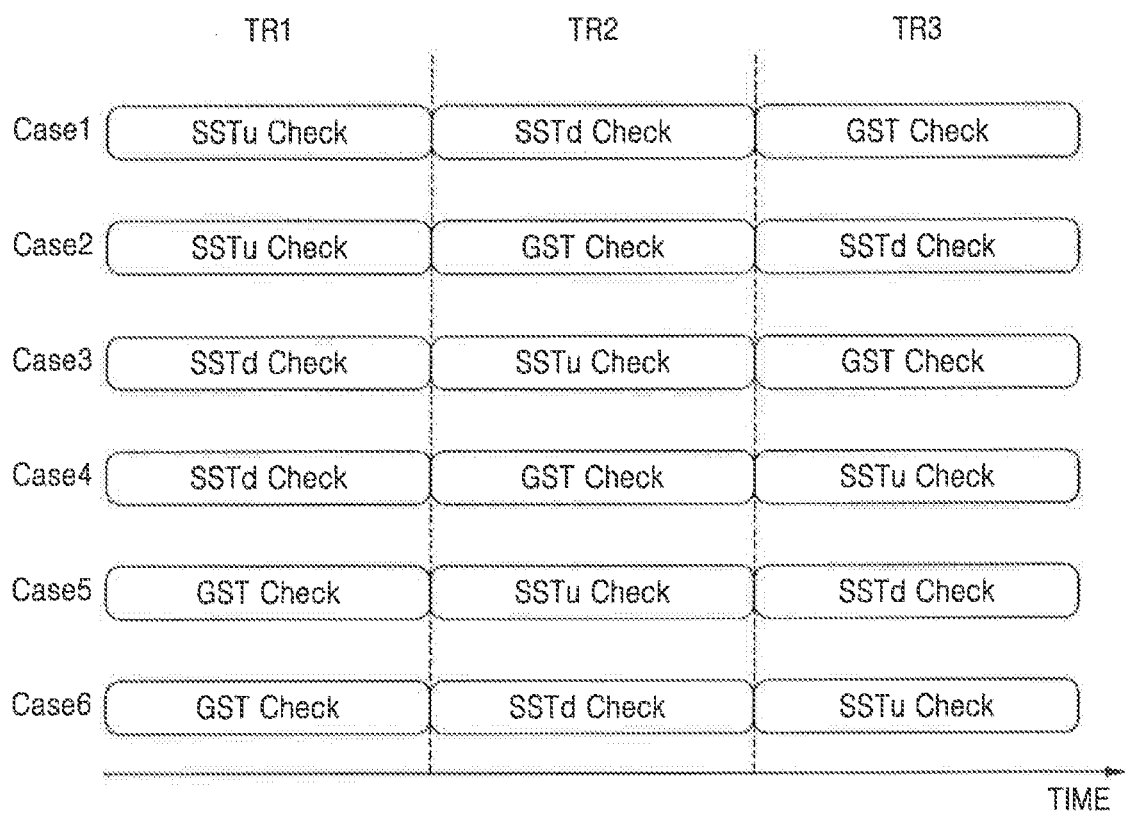 TR1 TR2 TR3
Case1 SSTu Check SSTd Check GST Check
Case2 SSTu Check GST Check SSTd Check
Case3 SSTd Check SSTu Check GST Check
Case4 SSTd Check GST Check SSTu Check
Case5 GST Check SSTu Check SSTd Check
Case6 GST Check SSTd Check SSTu Check
TIME